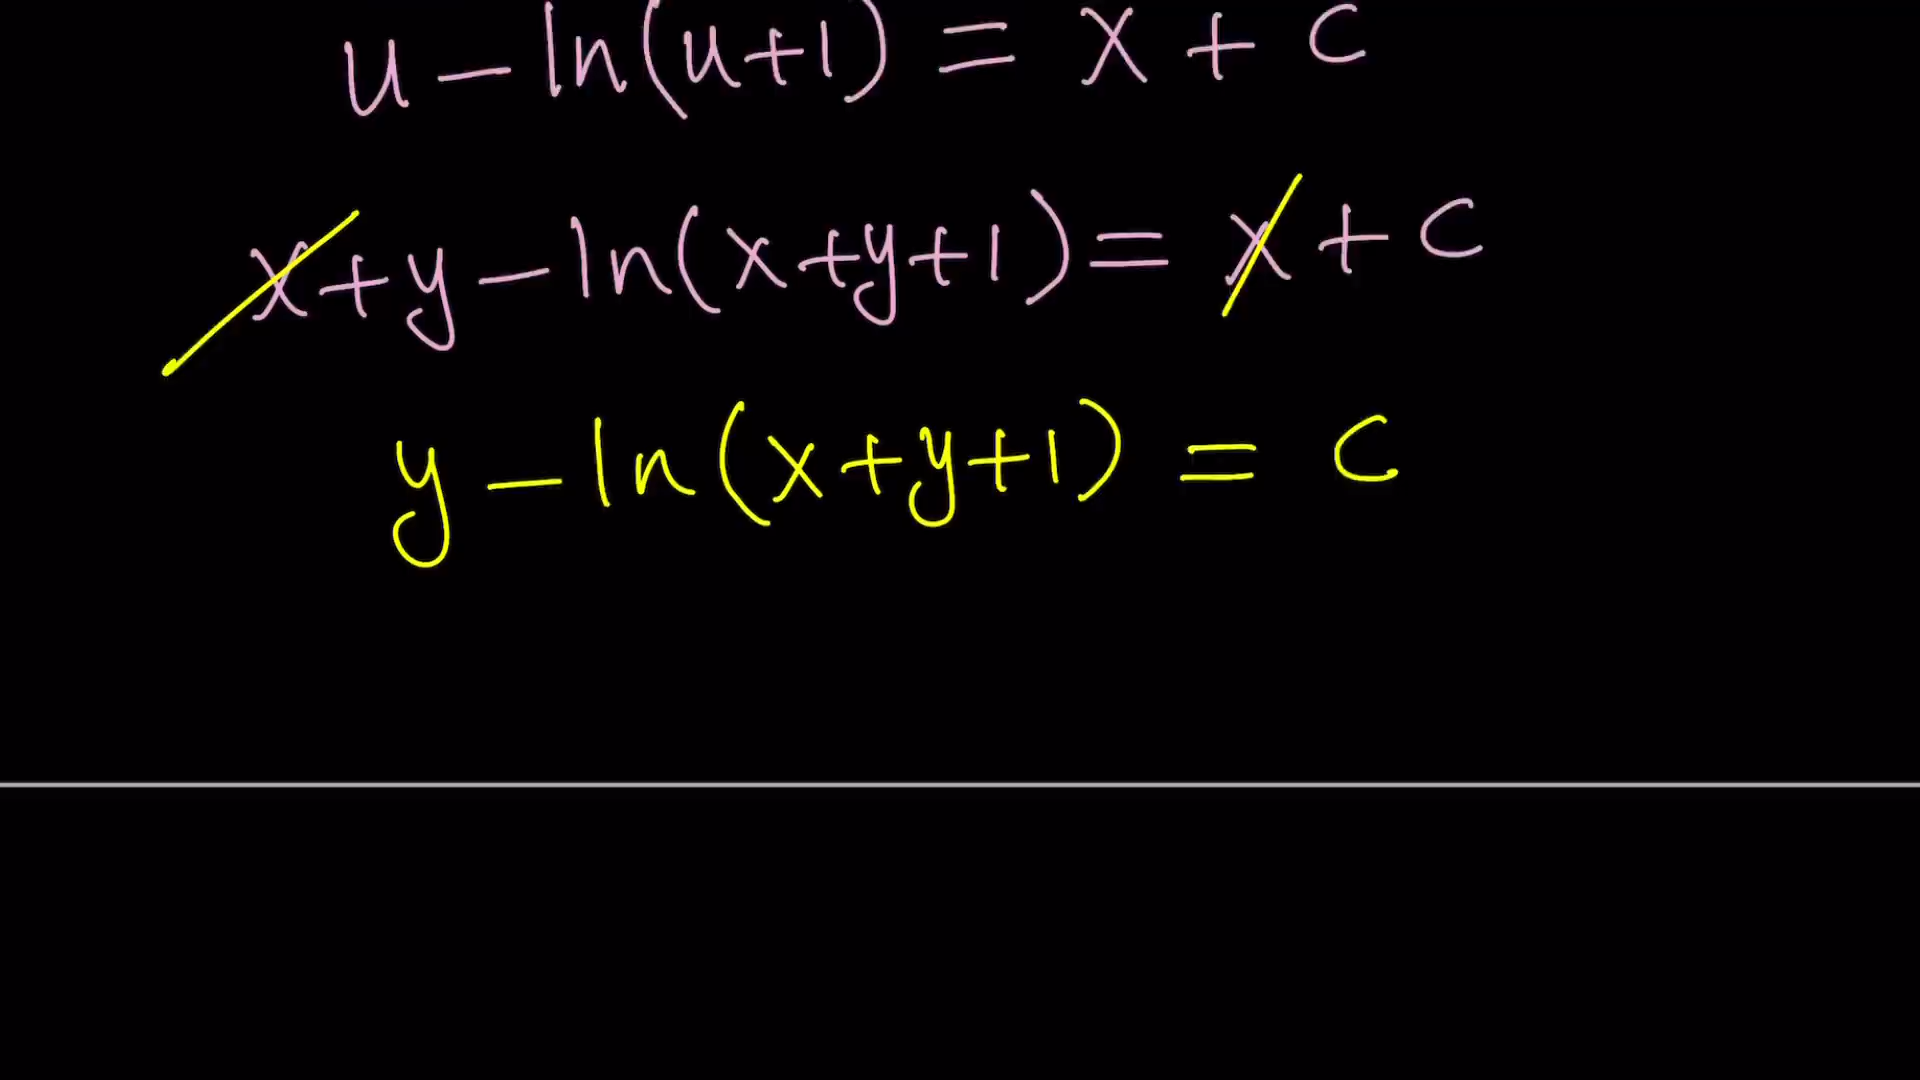 u - ln(u+1) = x + c
x+y - ln(x+y+1) = x + c
y - ln(x+y+1) = c